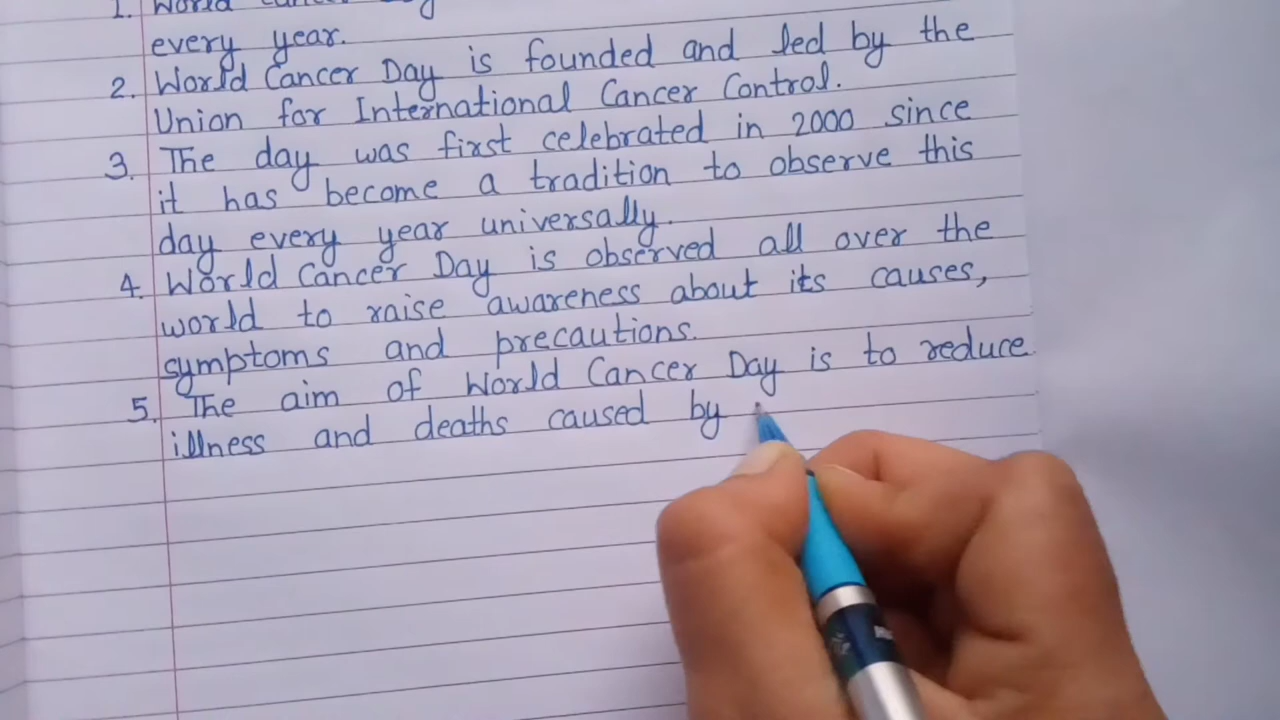 1. World
every year.
2. World Cancer Day is founded and led by the
Union for International Cancer Control.
3. The day was first celebrated in 2000 since
it has become a tradition to observe this
day every year universally.
4. World Cancer Day is observed all over the
world to raise awareness about its causes,
symptoms and precautions.
5. The aim of World Cancer Day is to reduce
illness and deaths caused by